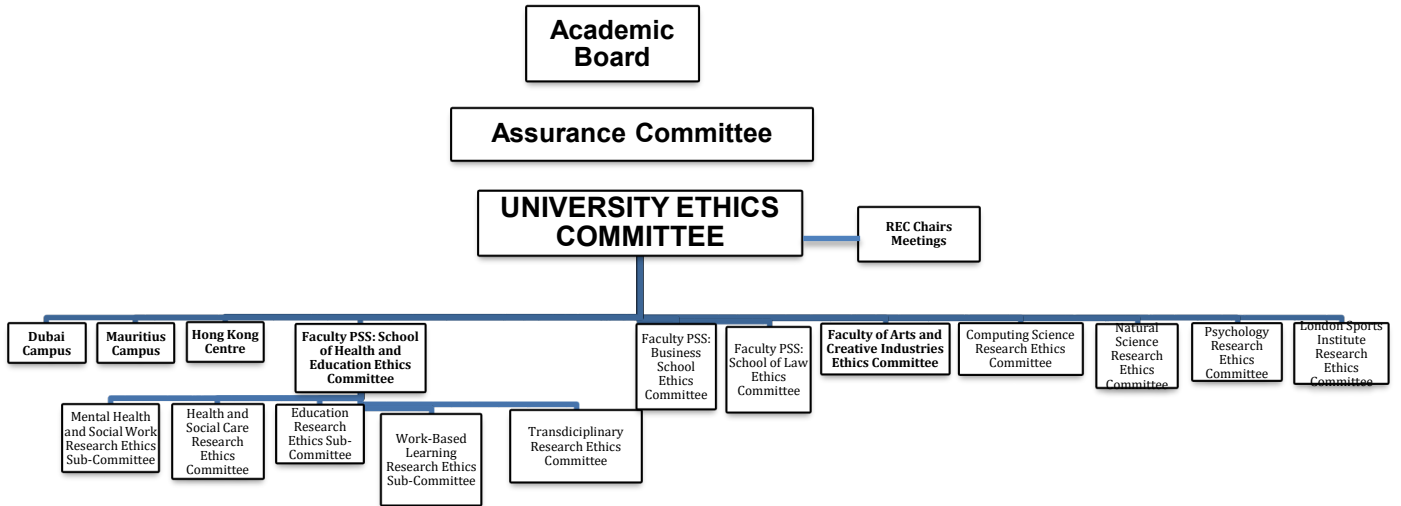 Academic
Board
Assurance Committee
UNIVERSITY ETHICS
COMMITTEE
REC Chairs
Meetings
Dubai
Campus
Mauritius
Campus
Hong Kong
Centre
Faculty PSS: School
of Health and
Education Ethics
Committee
Faculty PSS:
Business
School
Ethics
Committee
Faculty PSS:
School of Law
Ethics
Committee
Faculty of Arts and
Creative Industries
Ethics Committee
Computing Science
Research Ethics
Committee
Natural
Science
Research
Ethics
Committee
Psychology
Research
Ethics
Committee
London Sports
Institute
Research
Ethics
Committee
Mental Health
and Social Work
Research Ethics
Sub-Committee
Health and
Social Care
Research
Ethics
Committee
Education
Research
Ethics Sub-
Committee
Work-Based
Learning
Research Ethics
Sub-Committee
Transdiciplinary
Research Ethics
Committee